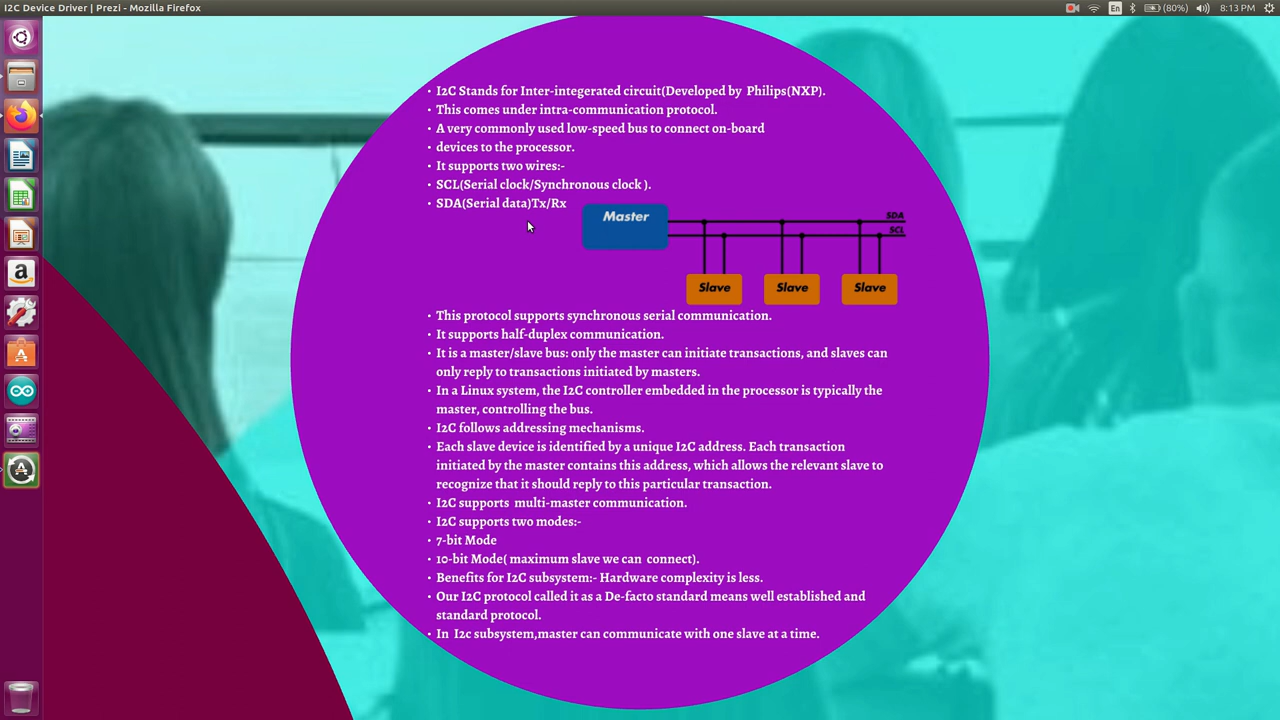 I2C Device Driver | Prezi - Mozilla Firefox
En
(80%)
8:13 PM
• I2C Stands for Inter-integerated circuit(Developed by Philips(NXP).
• This comes under intra-communication protocol.
• A very commonly used low-speed bus to connect on-board
• devices to the processor.
• It supports two wires:-
• SCL(Serial clock/Synchronous clock ).
• SDA(Serial data)Tx/Rx
Master
SDA
SCL
Slave
Slave
Slave
• This protocol supports synchronous serial communication.
• It supports half-duplex communication.
• It is a master/slave bus: only the master can initiate transactions, and slaves can
only reply to transactions initiated by masters.
• In a Linux system, the I2C controller embedded in the processor is typically the
master, controlling the bus.
• I2C follows addressing mechanisms.
• Each slave device is identified by a unique I2C address. Each transaction
initiated by the master contains this address, which allows the relevant slave to
recognize that it should reply to this particular transaction.
• I2C supports multi-master communication.
• I2C supports two modes:-
• 7-bit Mode
• 10-bit Mode( maximum slave we can connect).
• Benefits for I2C subsystem:- Hardware complexity is less.
• Our I2C protocol called it as a De-facto standard means well established and
standard protocol.
• In I2c subsystem,master can communicate with one slave at a time.